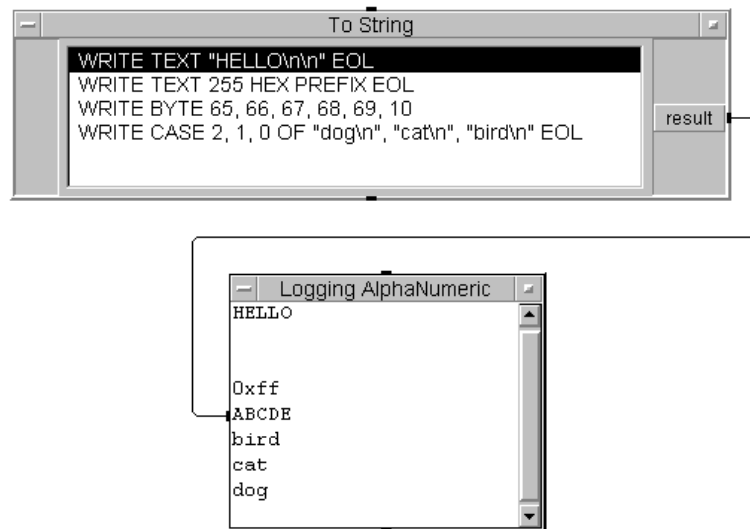 To String
WRITE TEXT "HELLO\n\n" EOL
WRITE TEXT 255 HEX PREFIX EOL
WRITE BYTE 65, 66, 67, 68, 69, 10
WRITE CASE 2, 1, 0 OF "dog\n", "cat\n", "bird\n" EOL
result
Logging AlphaNumeric
HELLO
0xff
ABCDE
bird
cat
dog